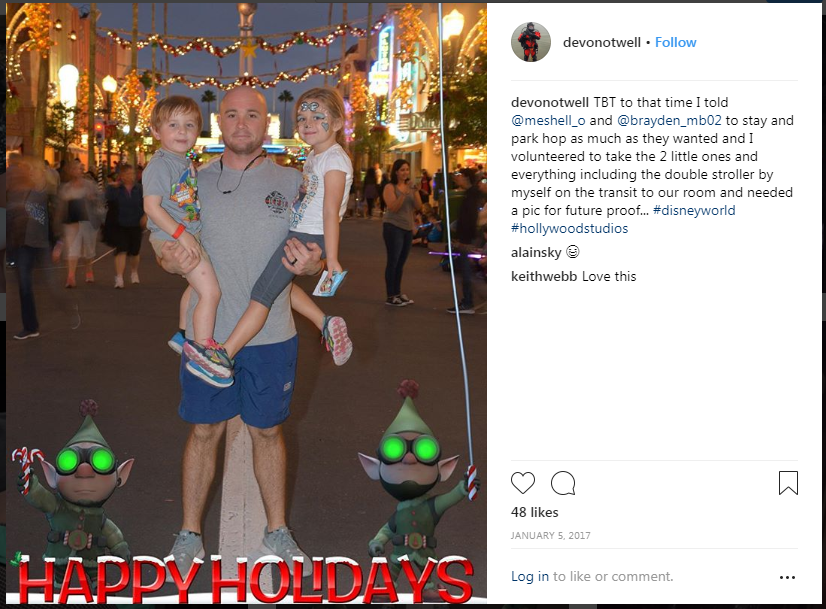 devonotwell • Follow
devonotwell TBT to that time I told
@meshell_o and @brayden_mb02 to stay and
park hop as much as they wanted and I
volunteered to take the 2 little ones and
everything including the double stroller by
myself on the transit to our room and needed
a pic for future proof... #disneyworld
#hollywoodstudios
alainsky 😄
keithwebb Love this
48 likes
JANUARY 5, 2017
Log in to like or comment.
HAPPY HOLIDAYS